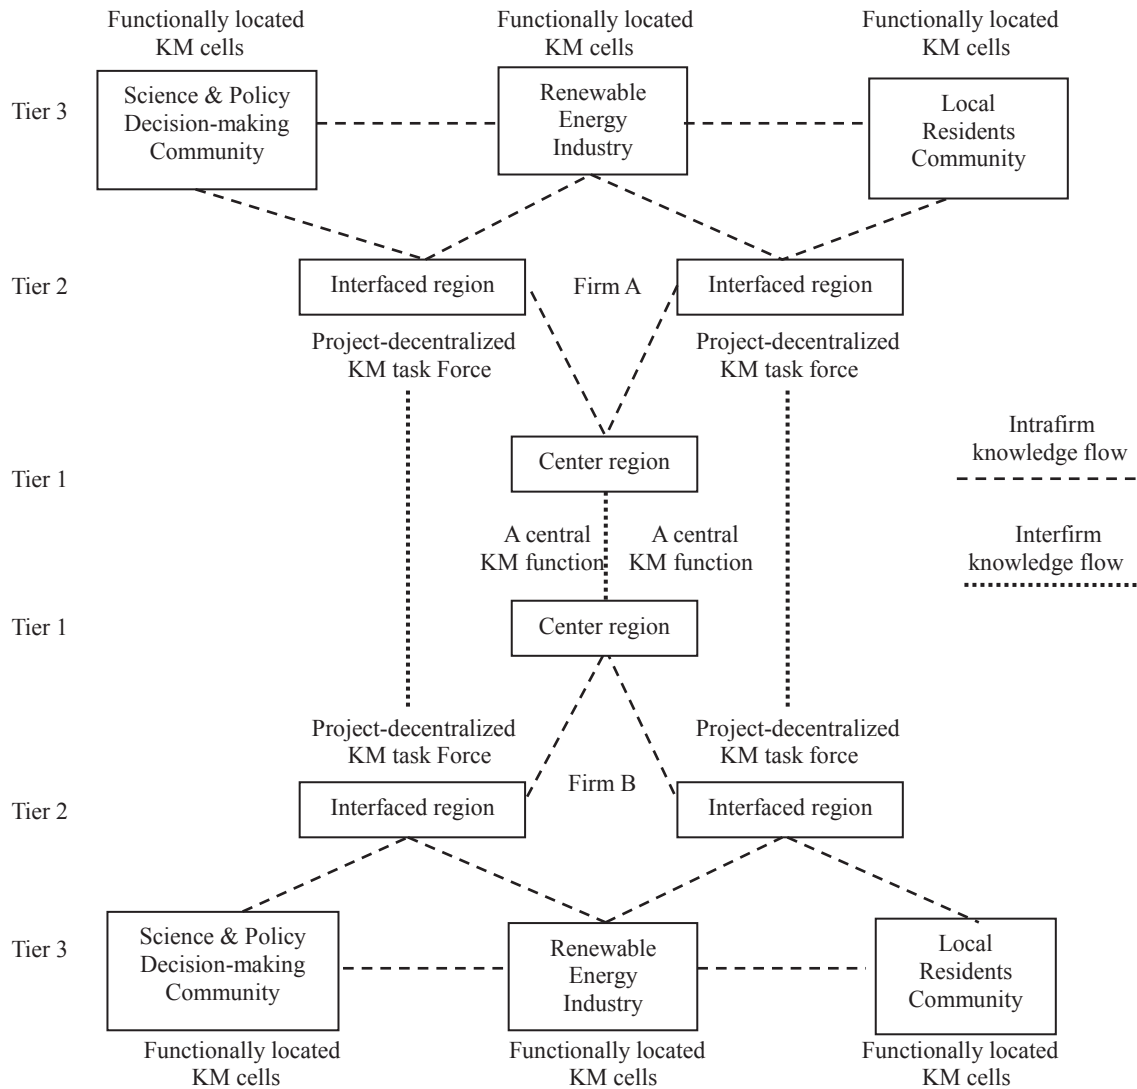 Functionally located
KM cells
Functionally located
KM cells
Functionally located
KM cells
Tier 3
Science & Policy
Decision-making
Community
Renewable
Energy
Industry
Local
Residents
Community
Tier 2
Interfaced region
Firm A
Interfaced region
Project-decentralized
KM task Force
Project-decentralized
KM task force
Intrafirm
knowledge flow
Tier 1
Center region
A central
KM function
A central
KM function
Interfirm
knowledge flow
Tier 1
Center region
Project-decentralized
KM task Force
Project-decentralized
KM task force
Tier 2
Interfaced region
Firm B
Interfaced region
Tier 3
Science & Policy
Decision-making
Community
Renewable
Energy
Industry
Local
Residents
Community
Functionally located
KM cells
Functionally located
KM cells
Functionally located
KM cells